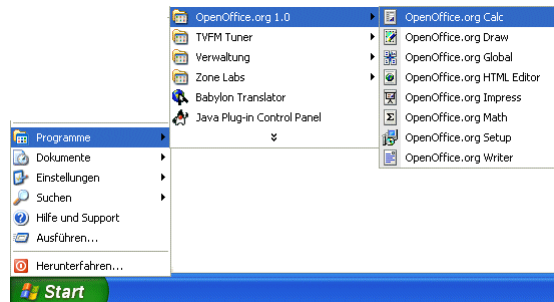 OpenOffice.org 1.0
TVFM Tuner
Verwaltung
Zone Labs
Babylon Translator
Java Plug-in Control Panel
OpenOffice.org Calc
OpenOffice.org Draw
OpenOffice.org Global
OpenOffice.org HTML Editor
OpenOffice.org Impress
OpenOffice.org Math
OpenOffice.org Setup
OpenOffice.org Writer
Programme
Dokumente
Einstellungen
Suchen
Hilfe und Support
Ausführen...
Herunterfahren...
Start